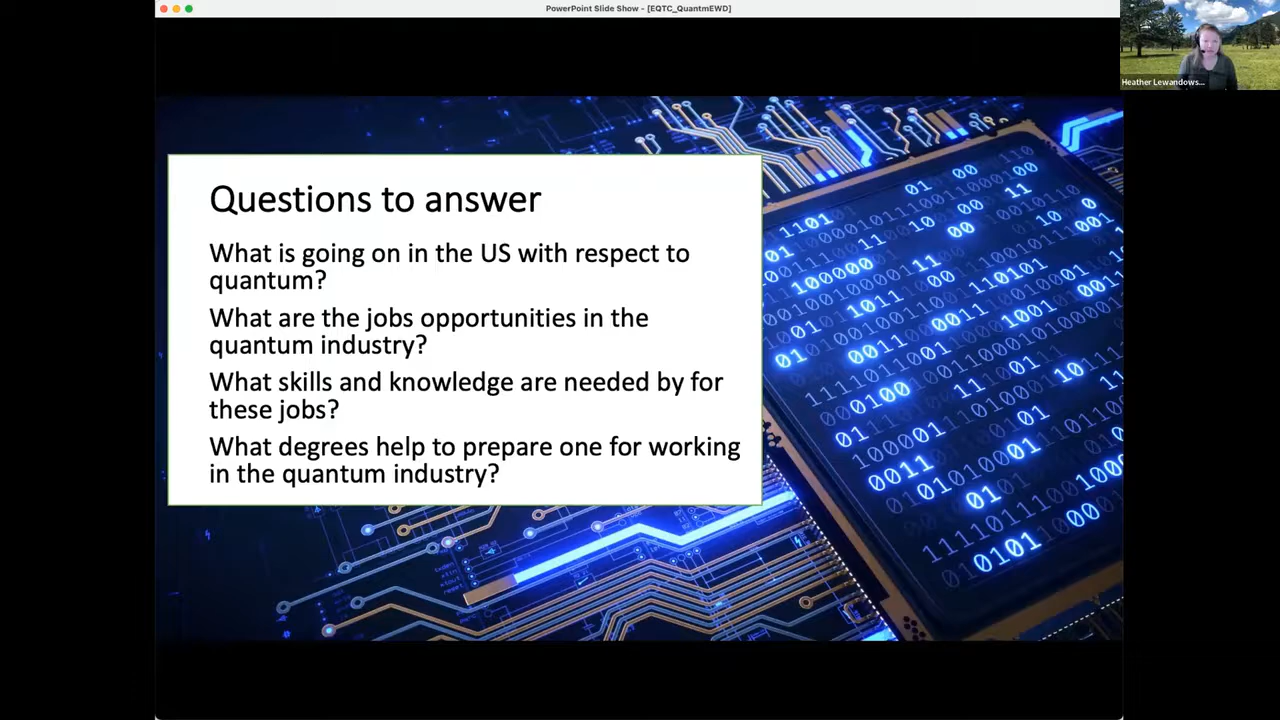 PowerPoint Slide Show - [EQTC_QuantmEWD]
Heather Lewandows...
Questions to answer
What is going on in the US with respect to
quantum?
What are the jobs opportunities in the
quantum industry?
What skills and knowledge are needed by for
these jobs?
What degrees help to prepare one for working
in the quantum industry?